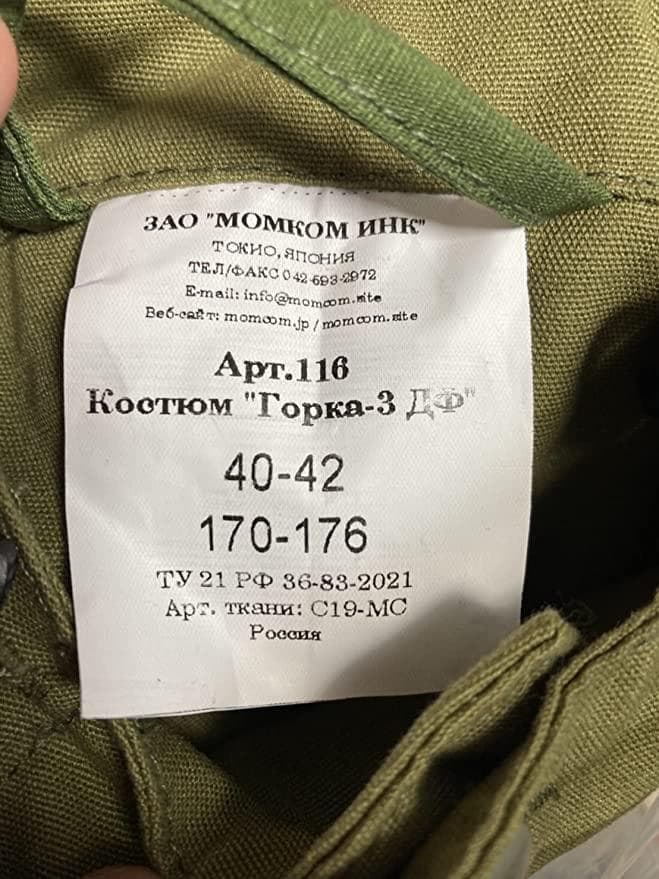 ЗАО "МОМКОМ ИНК"
ТОКИО, ЯПОНИЯ
ТЕЛ/ФАКС 042-693-2972
E-mail: info@momcom.site
Веб-сайт: momcom.jp / momcom.site
Арт.116
Костюм "Горка-3 ДФ"
40-42
170-176
ТУ 21 РФ 36-83-2021
Арт. ткани: С19-МС
Россия